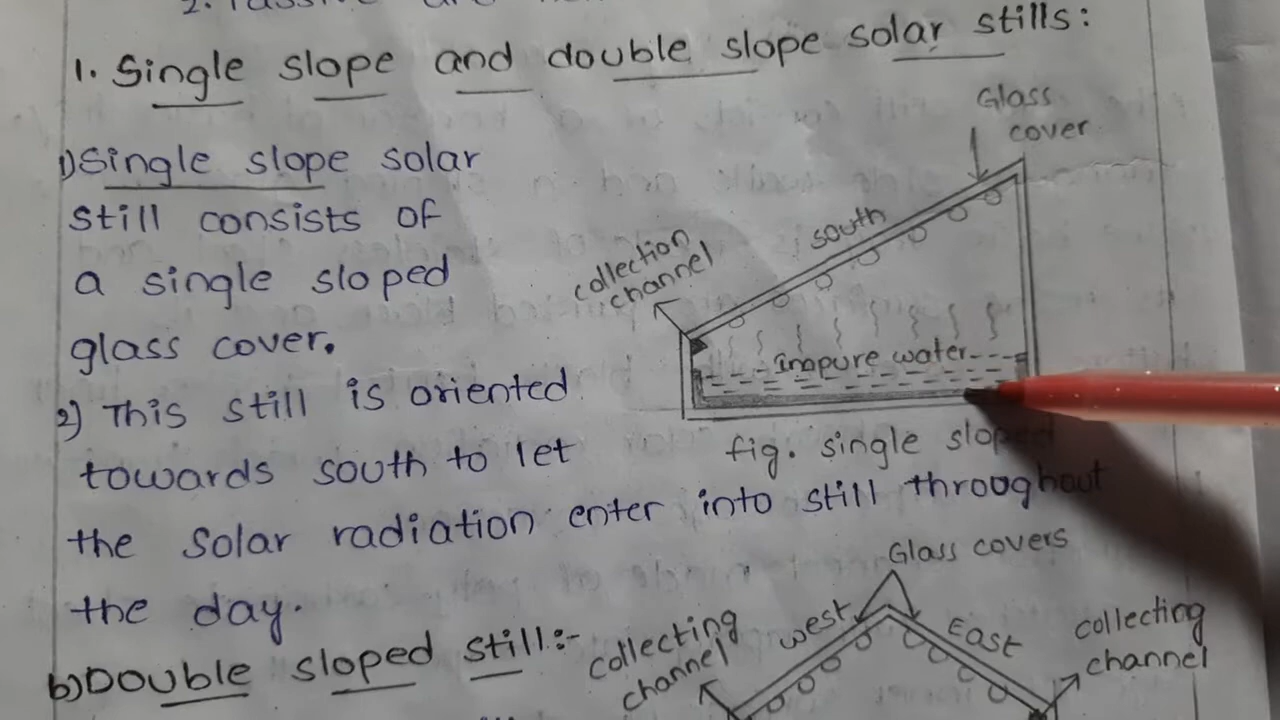 1. Single slope and double slope solar stills:
1) Single slope solar
still consists of
a single sloped
glass cover.
2) This still is oriented
towards south to let
the solar radiation enter into still throughout
the day.
Glass
cover
south
collection
channel
impure water
fig. single sloped
b) Double sloped still:-
Glass covers
collecting
channel
west
East
collecting
channel